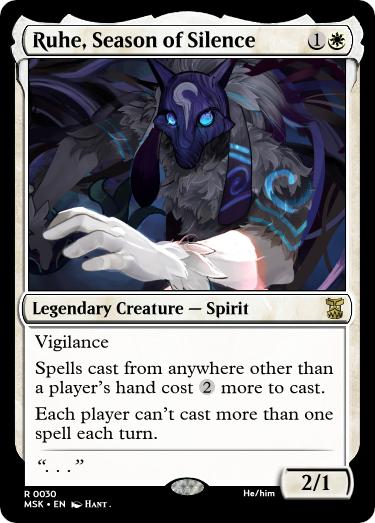 Ruhe, Season of Silence 1
Legendary Creature — Spirit
Vigilance
Spells cast from anywhere other than
a player's hand cost 2 more to cast.
Each player can't cast more than one
spell each turn.
“. . .”
2/1
R 0030
MSK • EN Hant.
He/him